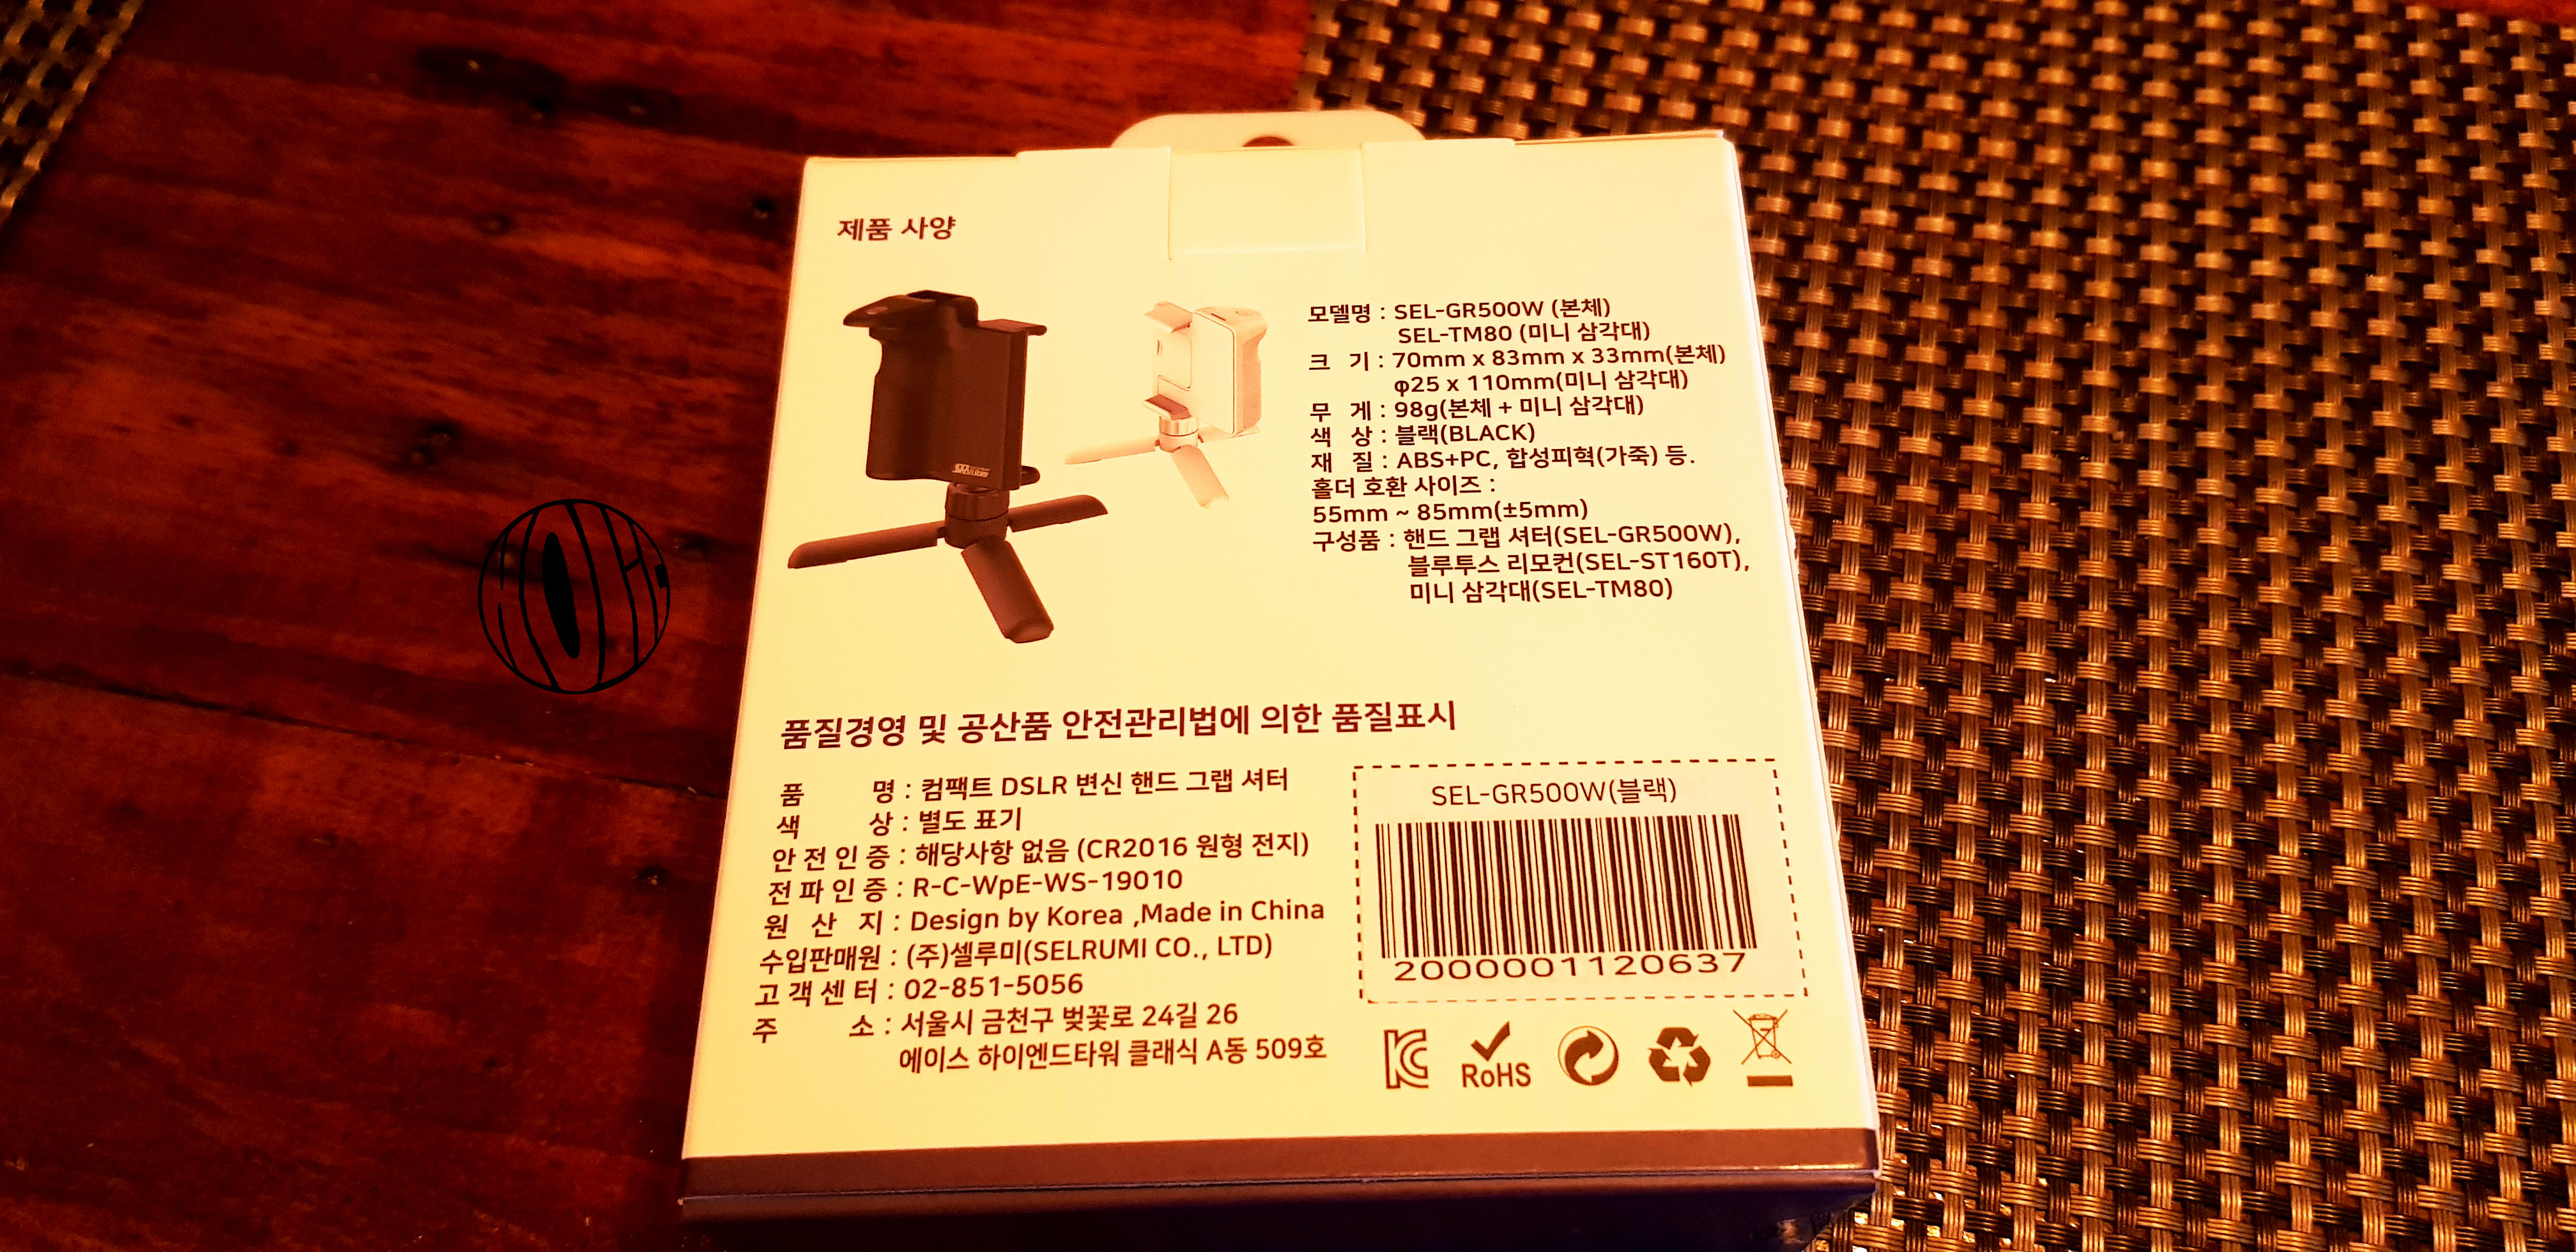 제품 사양
모델명 : SEL-GR500W (본체)
SEL-TM80 (미니 삼각대)
크 기 : 70mm x 83mm x 33mm(본체)
φ25 x 110mm(미니 삼각대)
무 게 : 98g(본체 + 미니 삼각대)
색 상 : 블랙(BLACK)
재 질 : ABS+PC, 합성피혁(가죽) 등.
홀더 호환 사이즈 :
55mm ~ 85mm(±5mm)
구성품 : 핸드 그랩 셔터(SEL-GR500W),
블루투스 리모컨(SEL-ST160T),
미니 삼각대(SEL-TM80)
품질경영 및 공산품 안전관리법에 의한 품질표시
품 명 : 컴팩트 DSLR 변신 핸드 그랩 셔터
색 상 : 별도 표기
안 전 인 증 : 해당사항 없음 (CR2016 원형 전지)
전 파 인 증 : R-C-WpE-WS-19010
원 산 지 : Design by Korea ,Made in China
수입판매원 : (주)셀루미(SELRUMI CO., LTD)
고 객 센 터 : 02-851-5056
주 소 : 서울시 금천구 벚꽃로 24길 26
에이스 하이엔드타워 클래식 A동 509호
SEL-GR500W(블랙)
2000001120637
RoHS